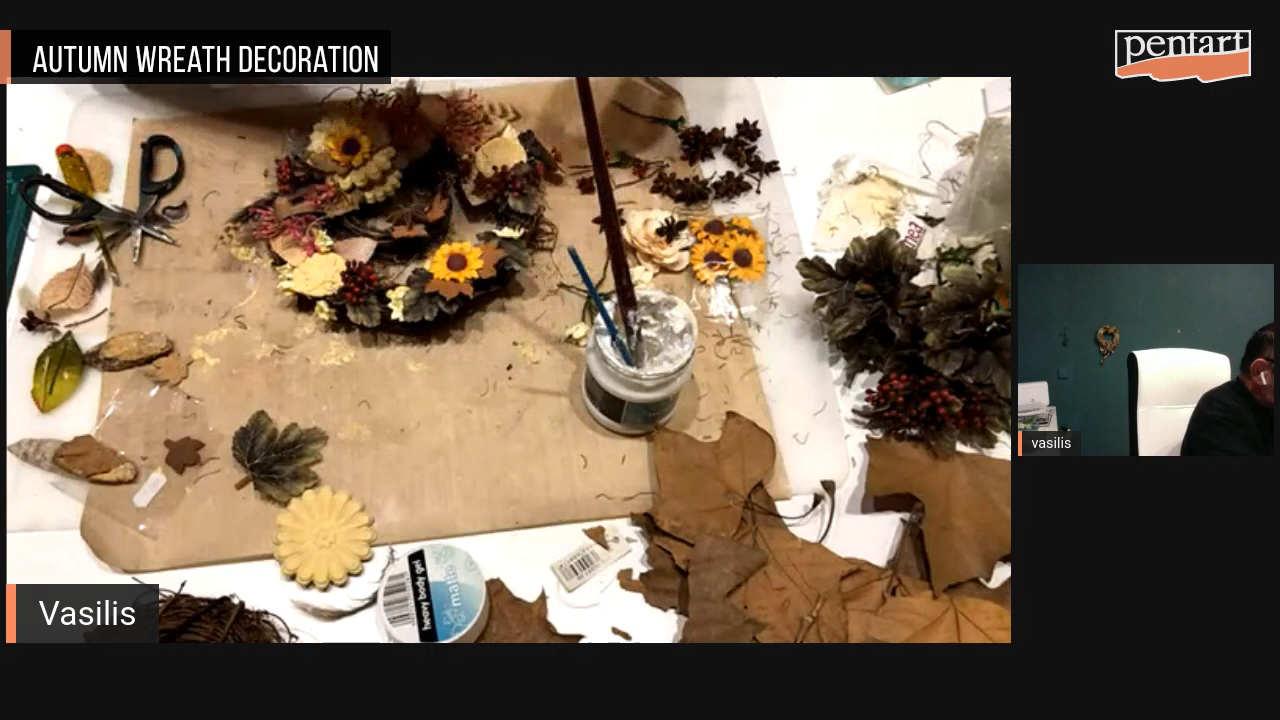 AUTUMN WREATH DECORATION
pentart
vasilis
heavy body gel
matte
Vasilis